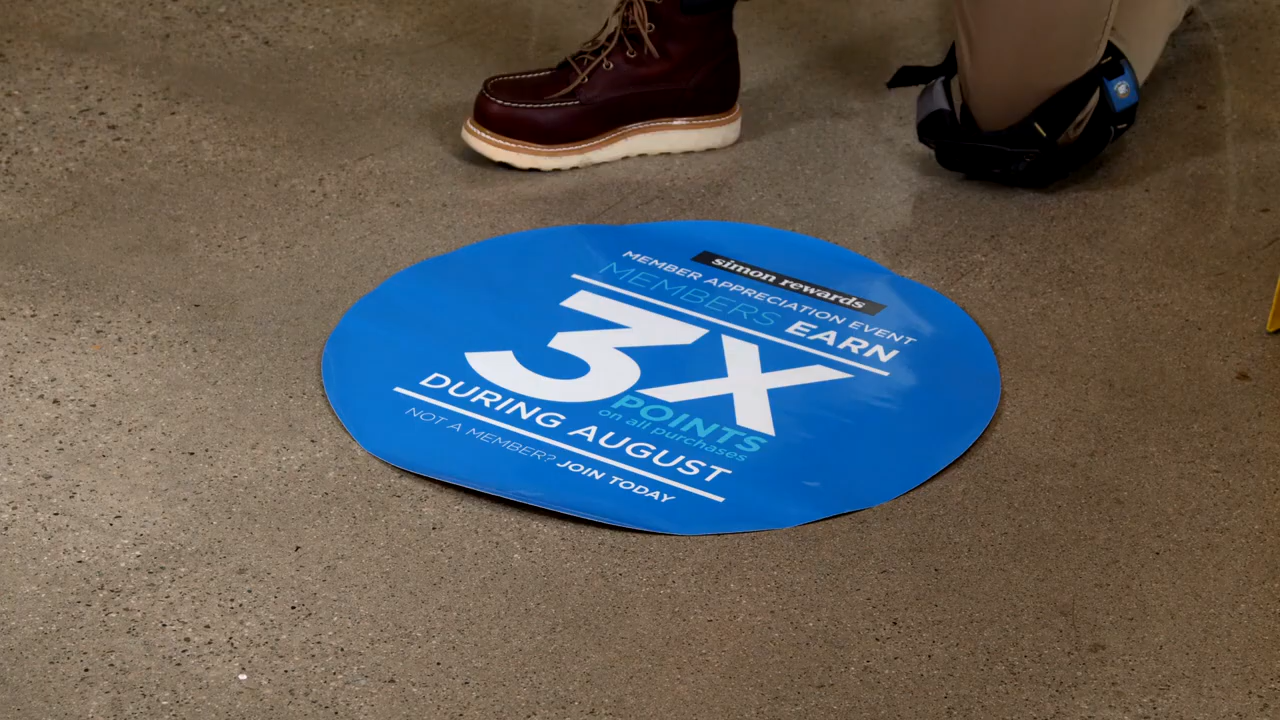 simon rewards
MEMBER APPRECIATION EVENT
MEMBERS EARN
3X
POINTS
on all purchases
DURING AUGUST
NOT A MEMBER? JOIN TODAY